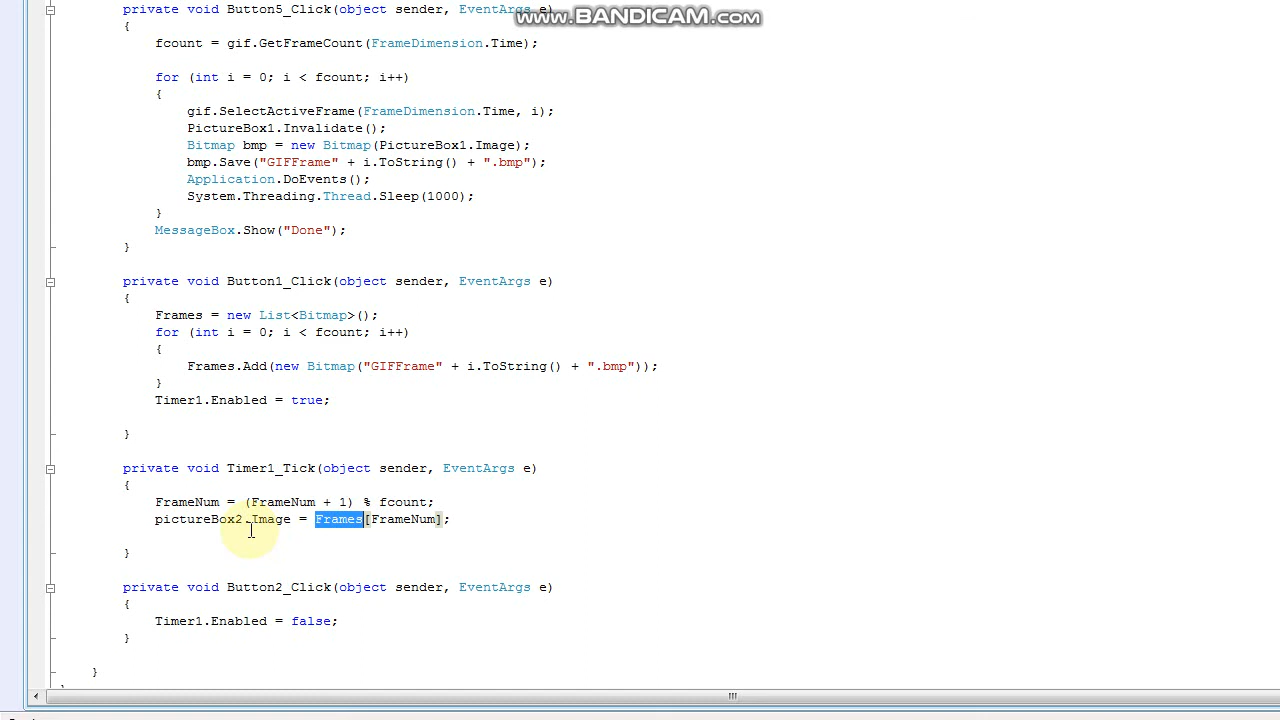 www.BANDICAM.com
private void Button5_Click(object sender, EventArgs e)
{
fcount = gif.GetFrameCount(FrameDimension.Time);
for (int i = 0; i < fcount; i++)
{
gif.SelectActiveFrame(FrameDimension.Time, i);
PictureBox1.Invalidate();
Bitmap bmp = new Bitmap(PictureBox1.Image);
bmp.Save("GIFFrame" + i.ToString() + ".bmp");
Application.DoEvents();
System.Threading.Thread.Sleep(1000);
}
MessageBox.Show("Done");
}
private void Button1_Click(object sender, EventArgs e)
{
Frames = new List<Bitmap>();
for (int i = 0; i < fcount; i++)
{
Frames.Add(new Bitmap("GIFFrame" + i.ToString() + ".bmp"));
}
Timer1.Enabled = true;
}
private void Timer1_Tick(object sender, EventArgs e)
{
FrameNum = (FrameNum + 1) % fcount;
pictureBox2.Image = Frames[FrameNum];
}
private void Button2_Click(object sender, EventArgs e)
{
Timer1.Enabled = false;
}
}